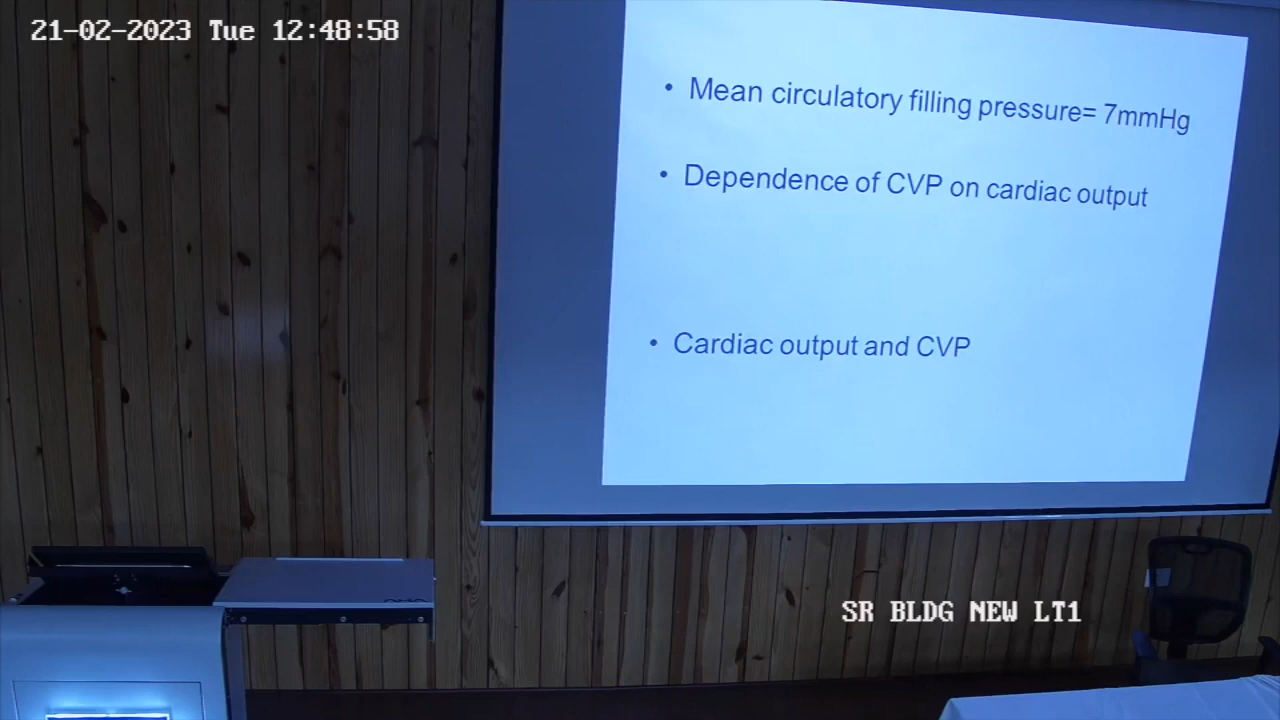 21-02-2023 Tue 12:48:58
• Mean circulatory filling pressure= 7mmHg
• Dependence of CVP on cardiac output
• Cardiac output and CVP
SR BLDG NEW LT1